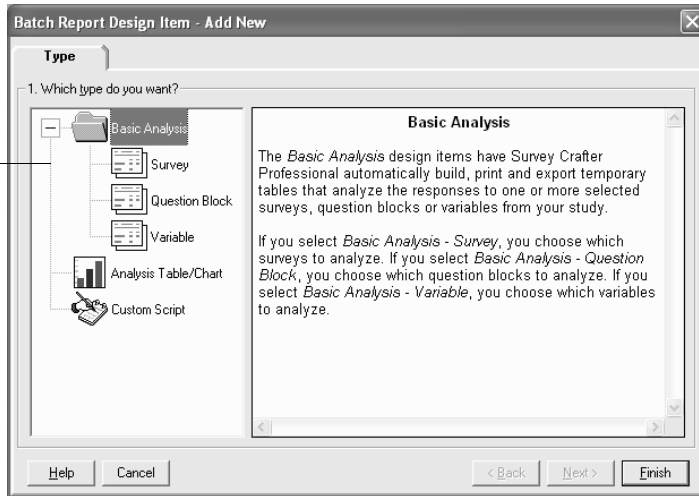 Batch Report Design Item - Add New
Type
1. Which type do you want?
Basic Analysis
Survey
Question Block
Variable
Analysis Table/Chart
Custom Script
Basic Analysis
The Basic Analysis design items have Survey Crafter
Professional automatically build, print and export temporary
tables that analyze the responses to one or more selected
surveys, question blocks or variables from your study.
If you select Basic Analysis - Survey, you choose which
surveys to analyze. If you select Basic Analysis - Question
Block, you choose which question blocks to analyze. If you
select Basic Analysis - Variable, you choose which variables
to analyze.
Help
Cancel
< Back
Next >
Finish